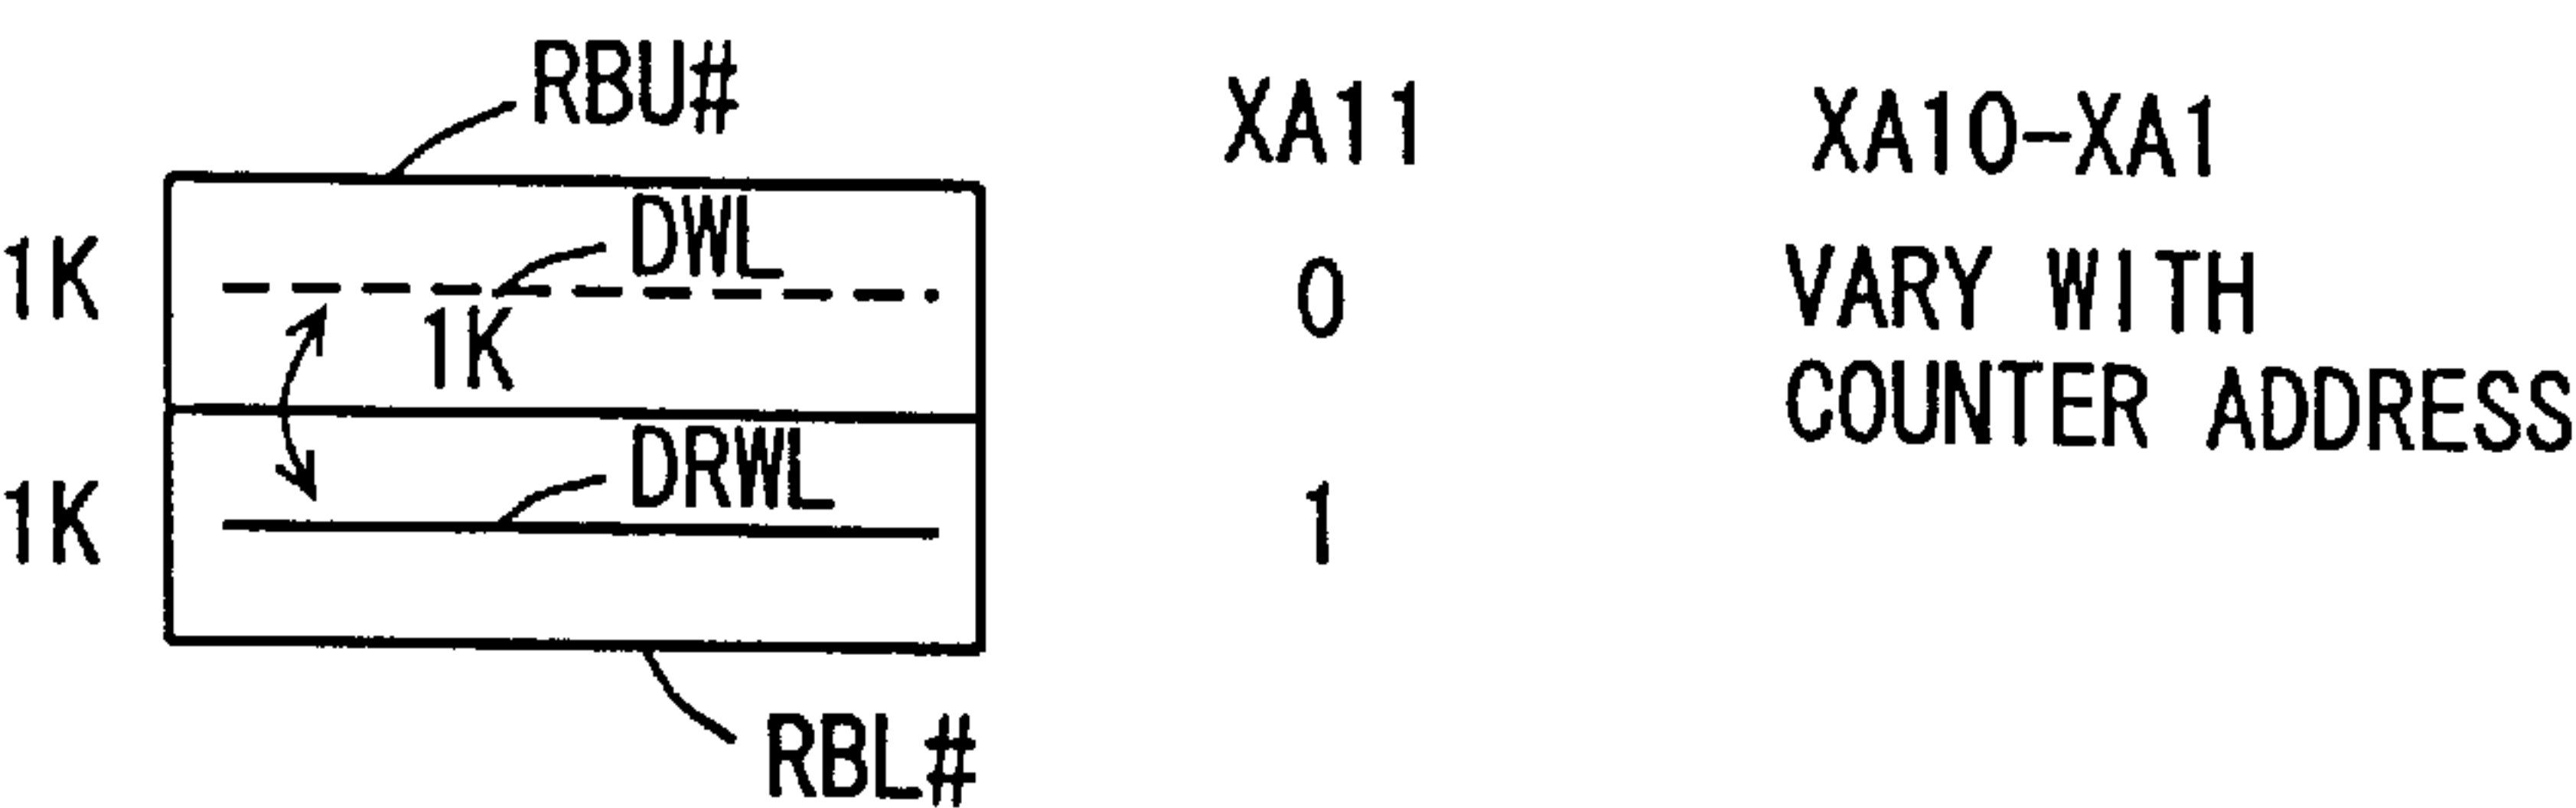 RBU#
XA11
XA10-XA1
1K
DWL
1K
0
VARY WITH
COUNTER ADDRESS
1K
DRWL
1
RBL#